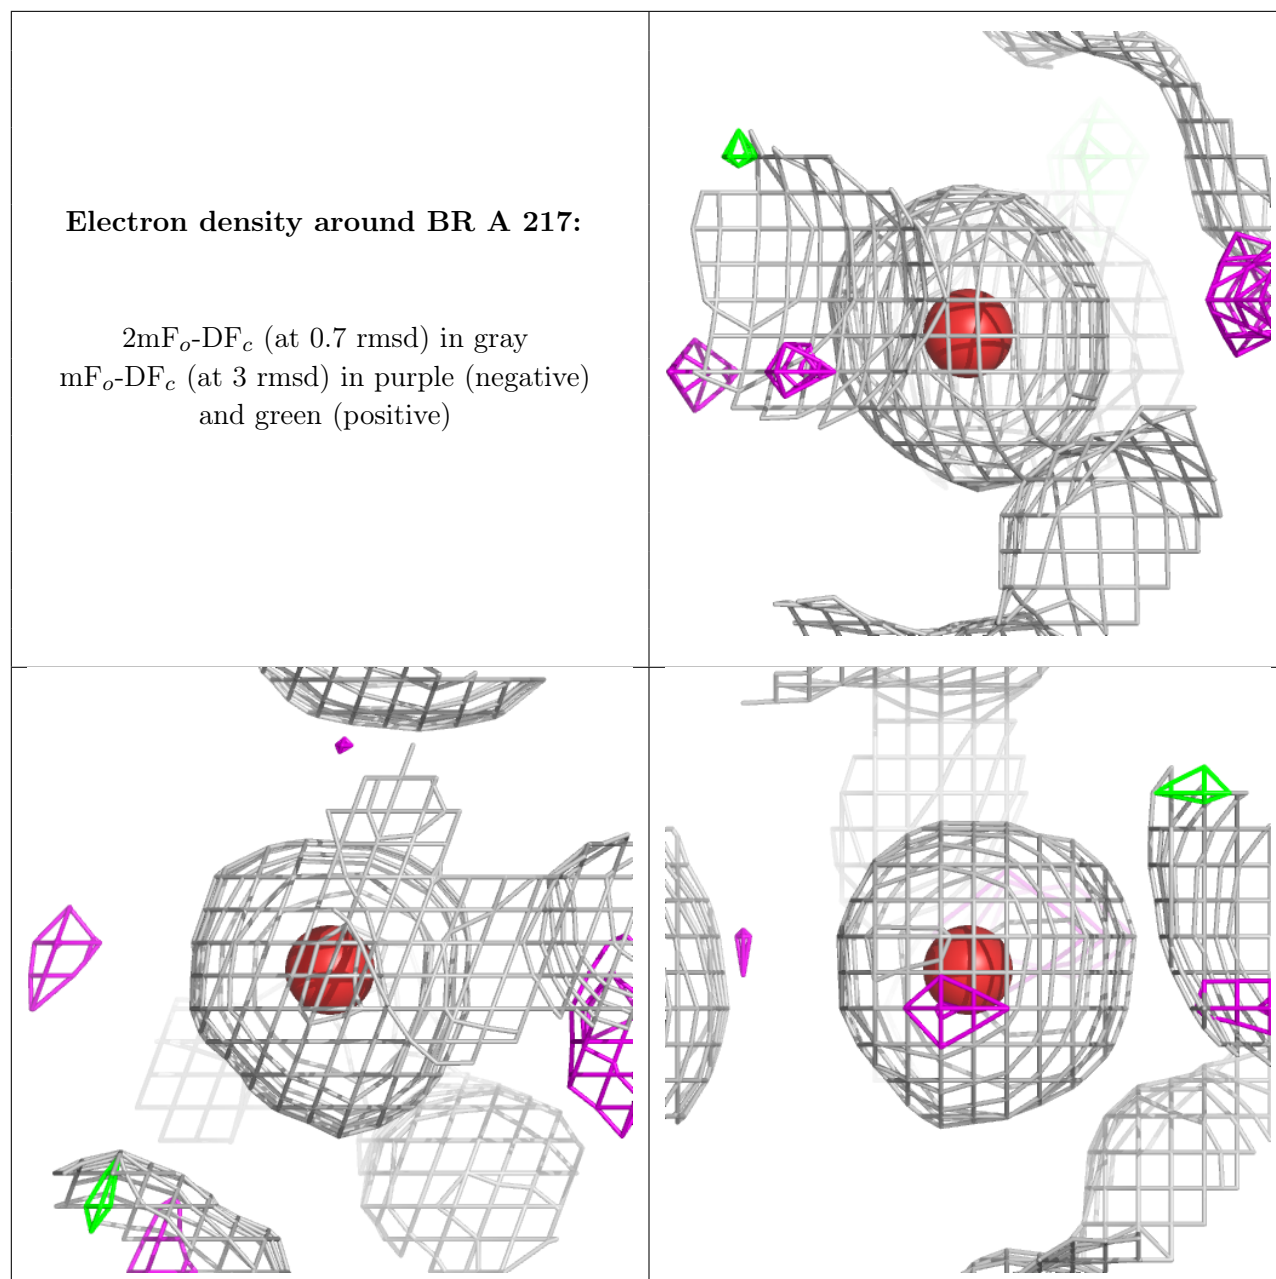 Electron density around BR A 217:
2mFo-DFc (at 0.7 rmsd) in gray
mFo-DFc (at 3 rmsd) in purple (negative)
and green (positive)